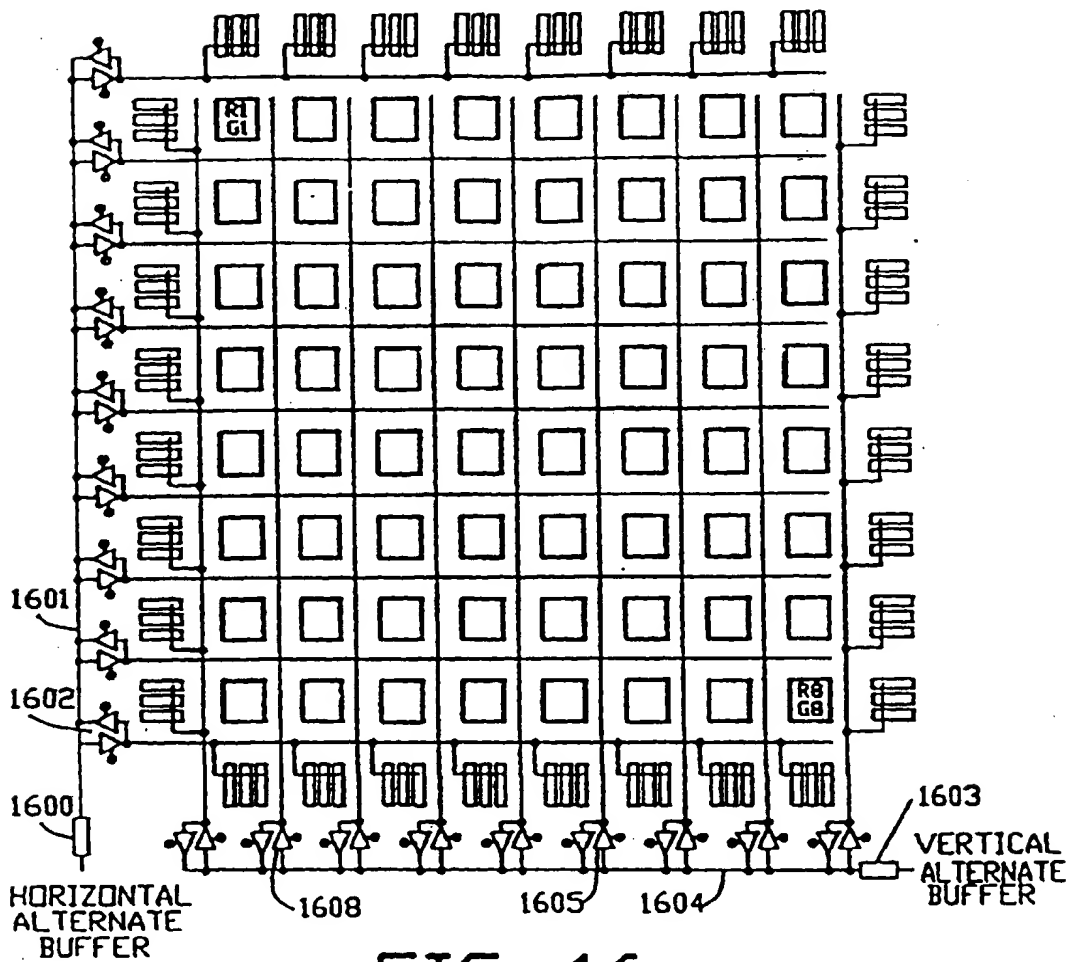 R1
G1
1601
1602
R8
G8
1600
1603
HORIZONTAL
ALTERNATE
BUFFER
1608
1605
1604
VERTICAL
ALTERNATE
BUFFER